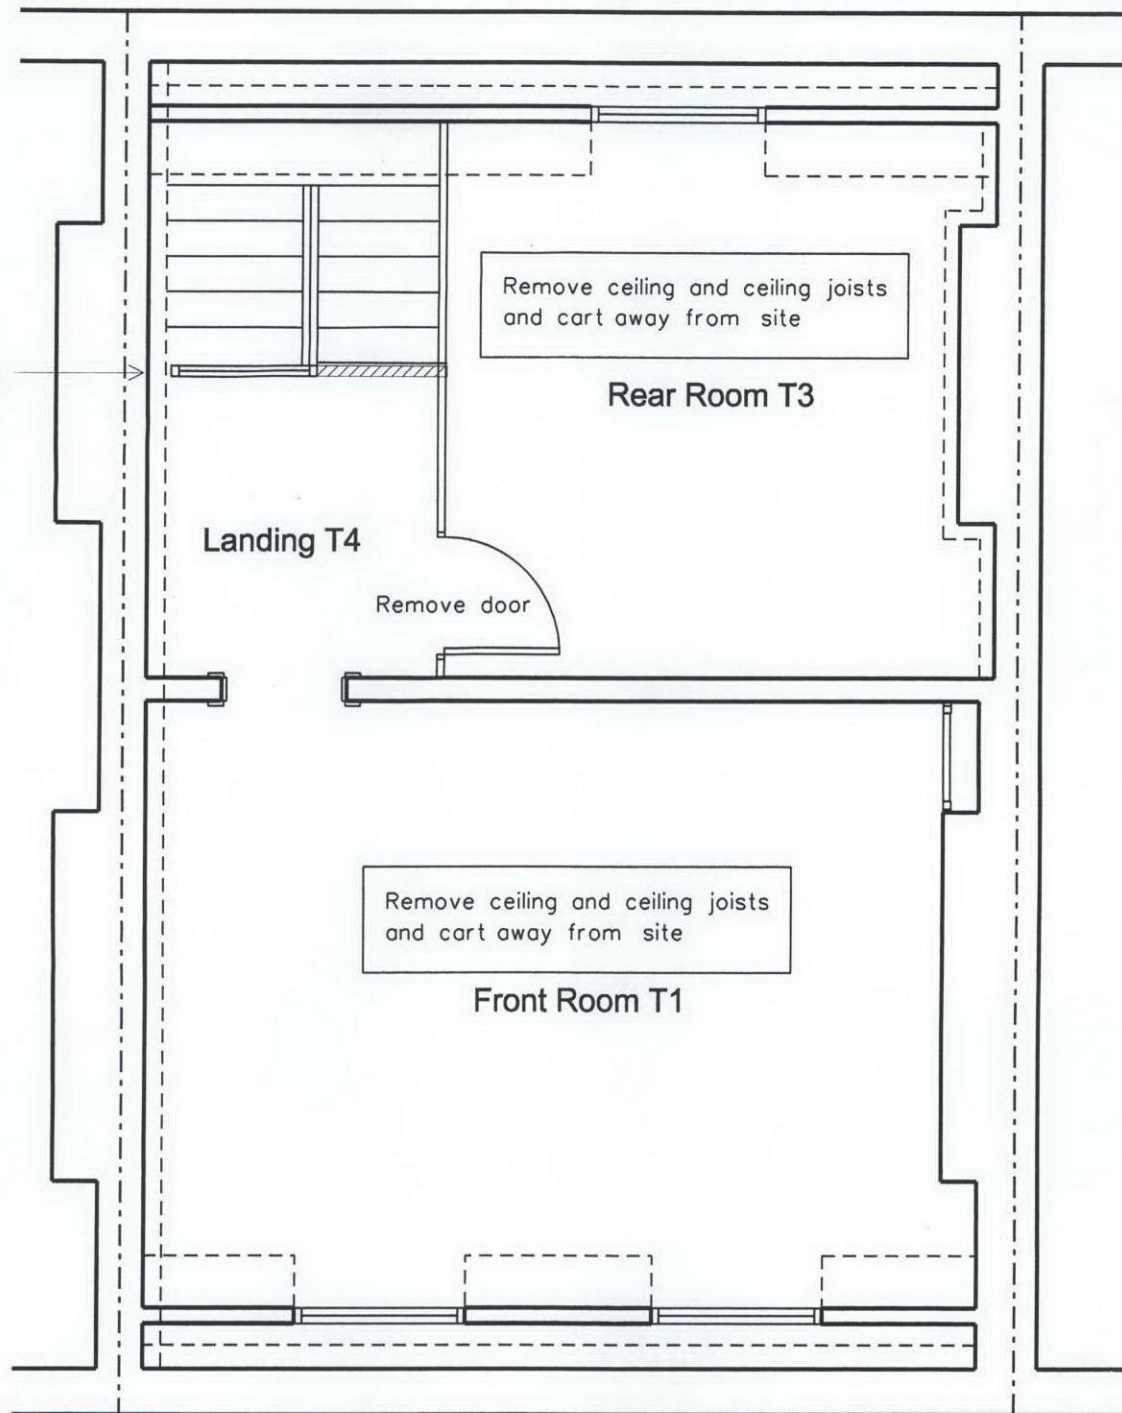 Remove ceiling and ceiling joists
and cart away from site
Rear Room T3
Landing T4
Remove door
Remove ceiling and ceiling joists
and cart away from site
Front Room T1